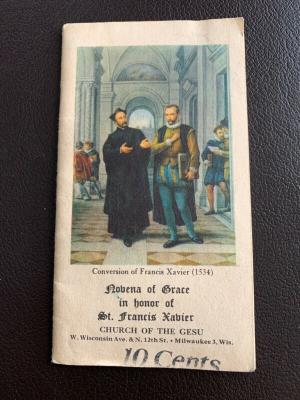 Conversion of Francis Xavier (1534)
Novena of Grace
in honor of
St. Francis Xavier
CHURCH OF THE GESU
W. Wisconsin Ave. & N. 12th St. • Milwaukee 3, Wis.
10 Cents